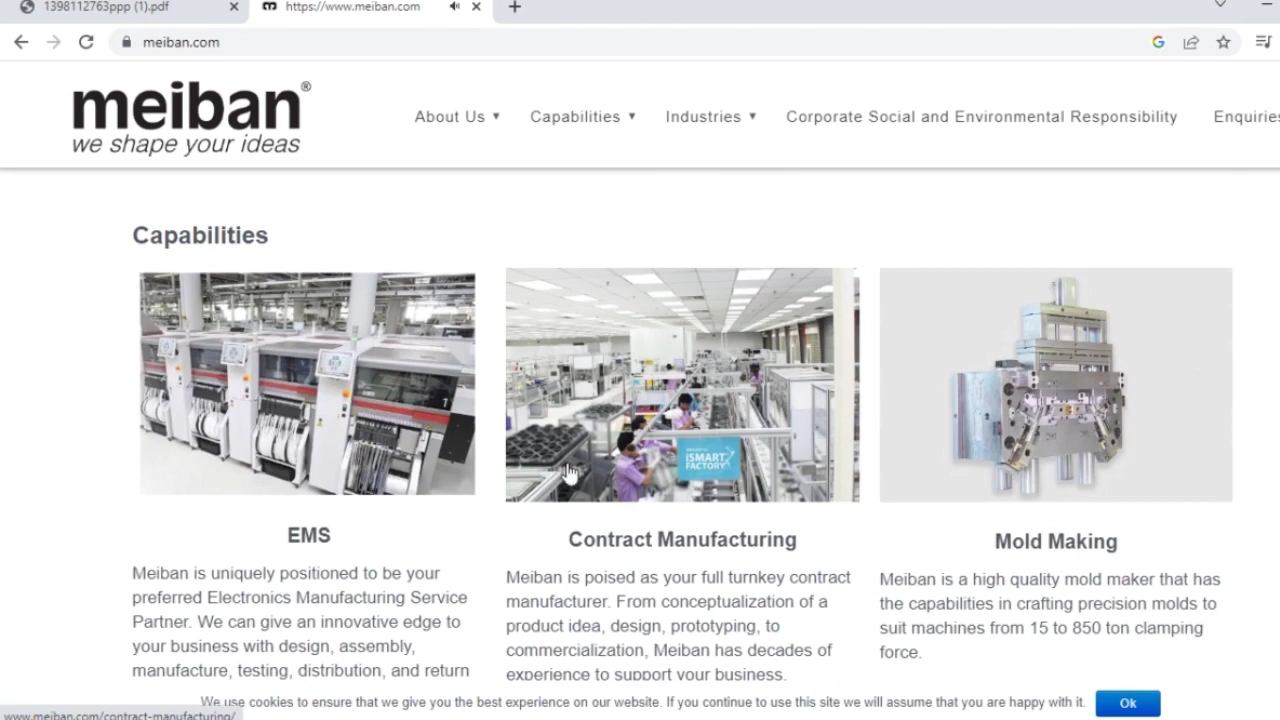 1398112763ppp (1).pdf
https://www.meiban.com
meiban.com
meiban®
we shape your ideas
About Us
Capabilities
Industries
Corporate Social and Environmental Responsibility
Enquiries
Capabilities
iSMART
FACTORY
EMS
Meiban is uniquely positioned to be your
preferred Electronics Manufacturing Service
Partner. We can give an innovative edge to
your business with design, assembly,
manufacture, testing, distribution, and return
Contract Manufacturing
Meiban is poised as your full turnkey contract
manufacturer. From conceptualization of a
product idea, design, prototyping, to
commercialization, Meiban has decades of
experience to support your business.
Mold Making
Meiban is a high quality mold maker that has
the capabilities in crafting precision molds to
suit machines from 15 to 850 ton clamping
force.
We use cookies to ensure that we give you the best experience on our website. If you continue to use this site we will assume that you are happy with it.
Ok
www.meiban.com/contract-manufacturing/